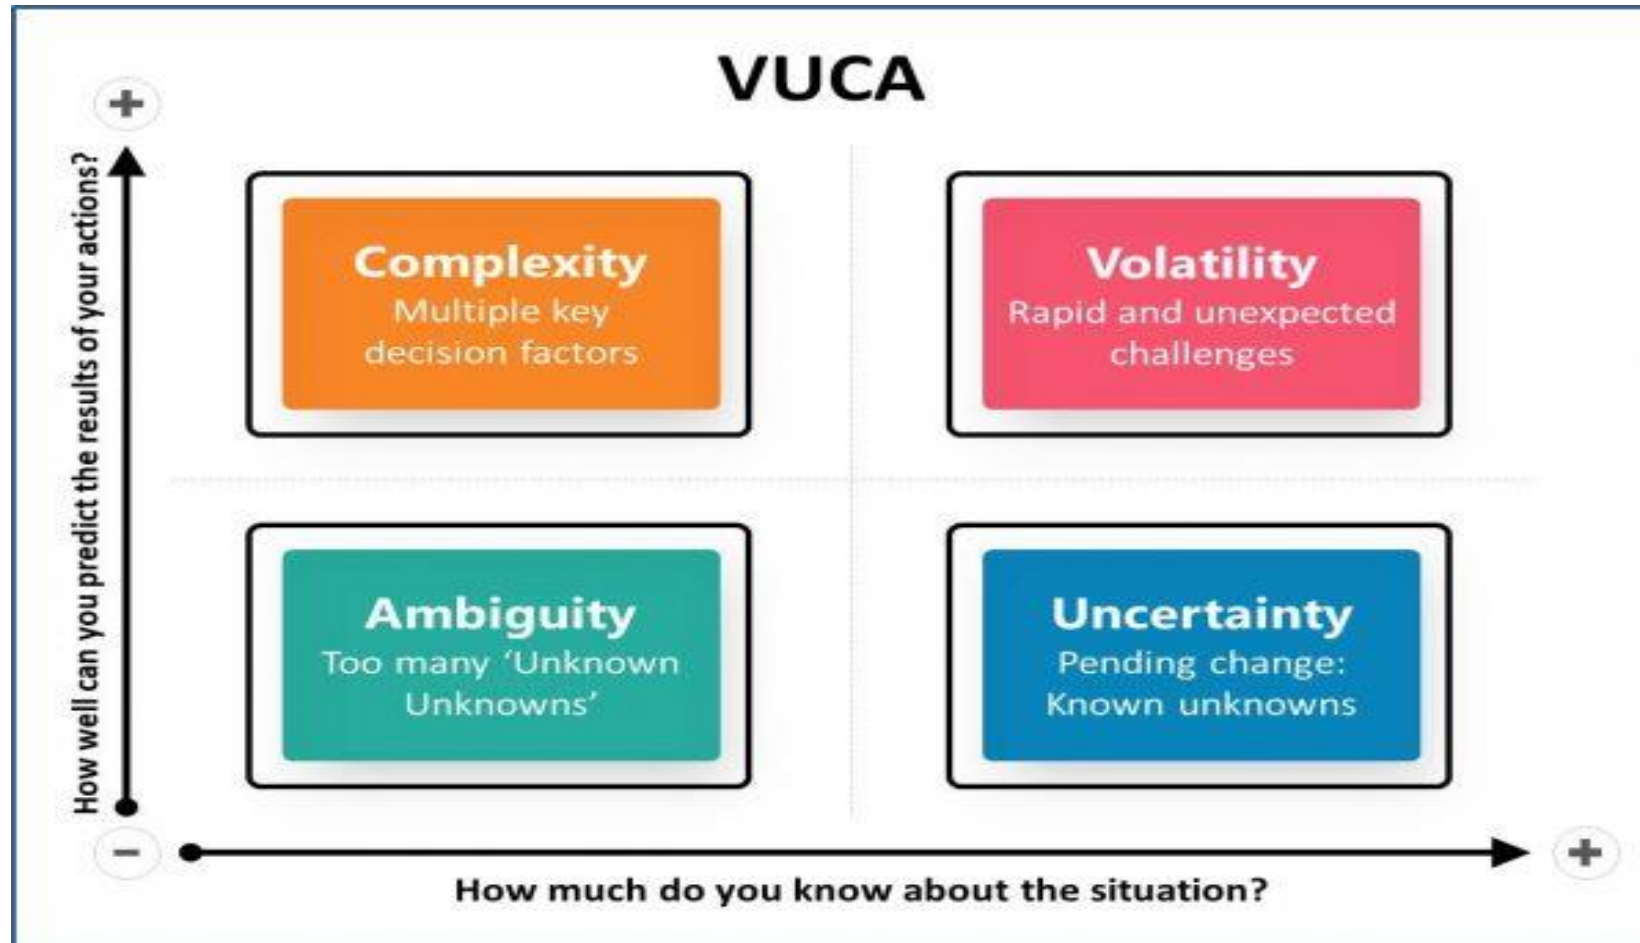 VUCA
How well can you predict the results of your actions?
Complexity
Multiple key
decision factors
Volatility
Rapid and unexpected
challenges
Ambiguity
Too many ‘Unknown
Unknowns’
Uncertainty
Pending change:
Known unknowns
How much do you know about the situation?